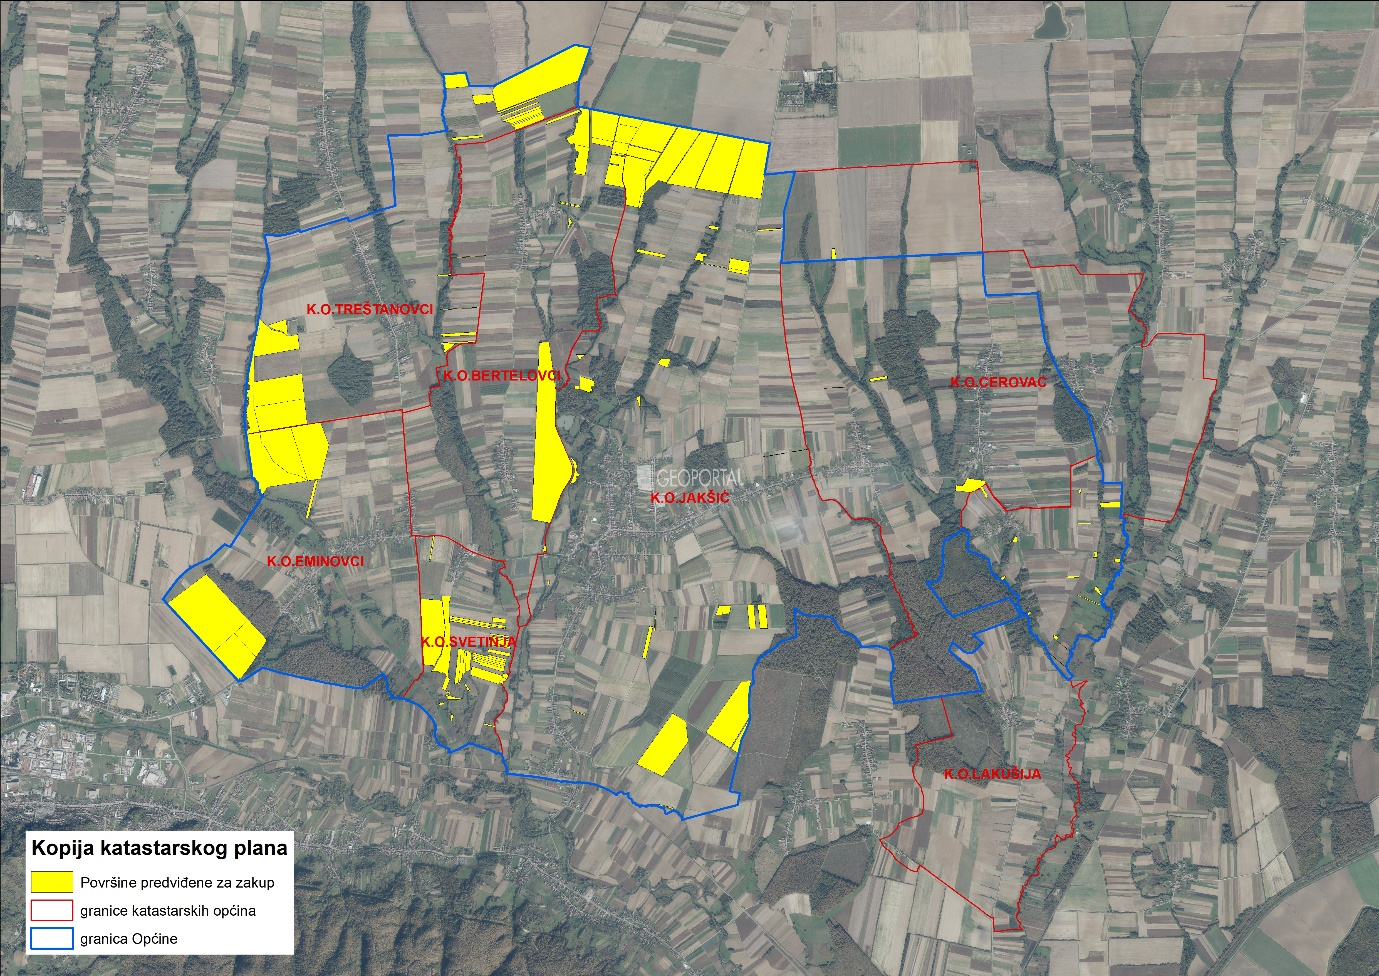 K.O.TREŠTANOVCI
K.O.BERTELOVCI
K.O.CEROVAC
GEOPORTAL
K.O.JAKŠIĆ
K.O.EMINOVCI
K.O.SVETINJA
K.O.LAKUŠIJA
Kopija katastarskog plana
Površine predviđene za zakup
granice katastarskih općina
granica Općine